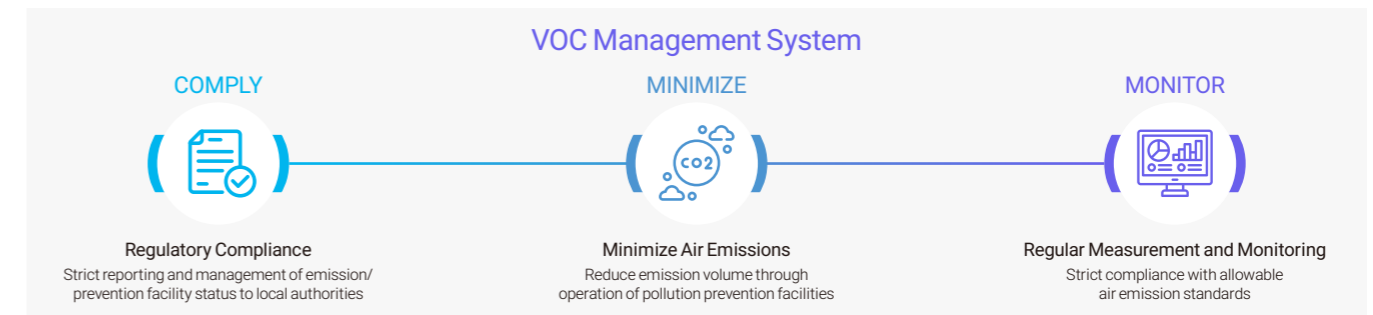 VOC Management System
COMPLY
MINIMIZE
MONITOR
CO2
Regulatory Compliance
Strict reporting and management of emission/
prevention facility status to local authorities
Minimize Air Emissions
Reduce emission volume through
operation of pollution prevention facilities
Regular Measurement and Monitoring
Strict compliance with allowable
air emission standards